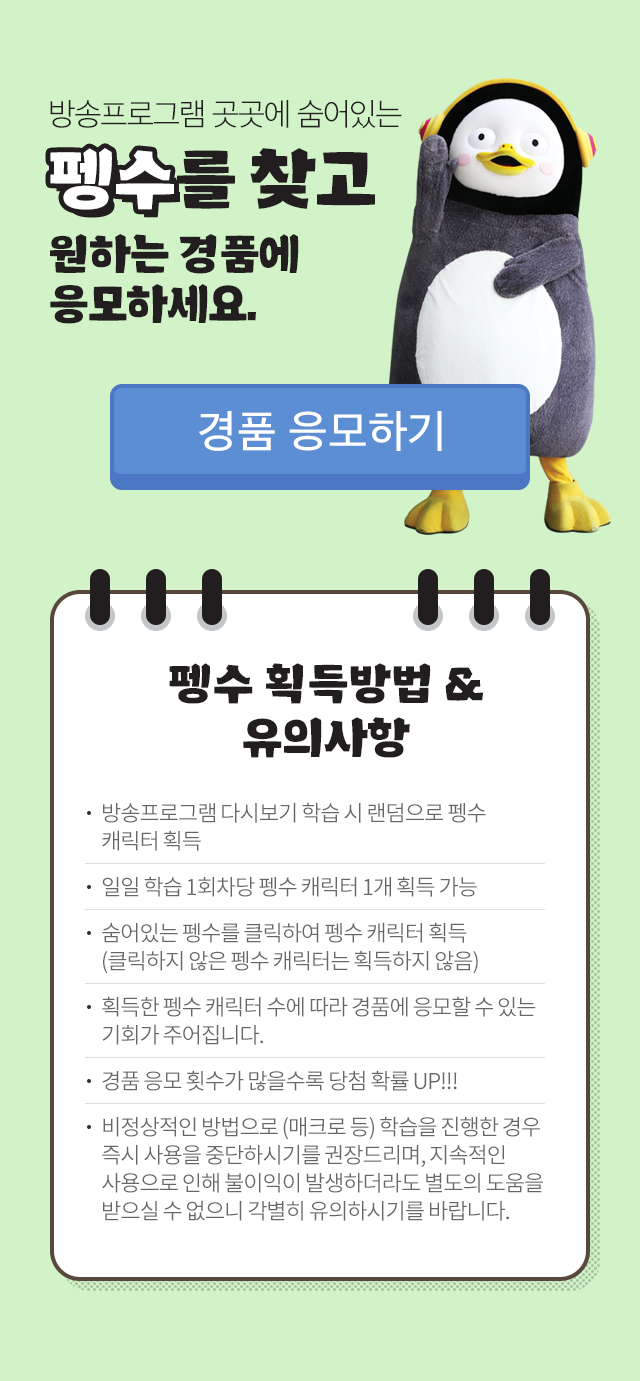 방송프로그램 곳곳에 숨어있는
펭수를 찾고
원하는 경품에
응모하세요.
경품 응모하기
펭수 획득방법 &
유의사항
• 방송프로그램 다시보기 학습 시 랜덤으로 펭수
캐릭터 획득
• 일일 학습 1회차당 펭수 캐릭터 1개 획득 가능
• 숨어있는 펭수를 클릭하여 펭수 캐릭터 획득
(클릭하지 않은 펭수 캐릭터는 획득하지 않음)
• 획득한 펭수 캐릭터 수에 따라 경품에 응모할 수 있는
기회가 주어집니다.
• 경품 응모 횟수가 많을수록 당첨 확률 UP!!!
• 비정상적인 방법으로 (매크로 등) 학습을 진행한 경우
즉시 사용을 중단하시기를 권장드리며, 지속적인
사용으로 인해 불이익이 발생하더라도 별도의 도움을
받으실 수 없으니 각별히 유의하시기를 바랍니다.